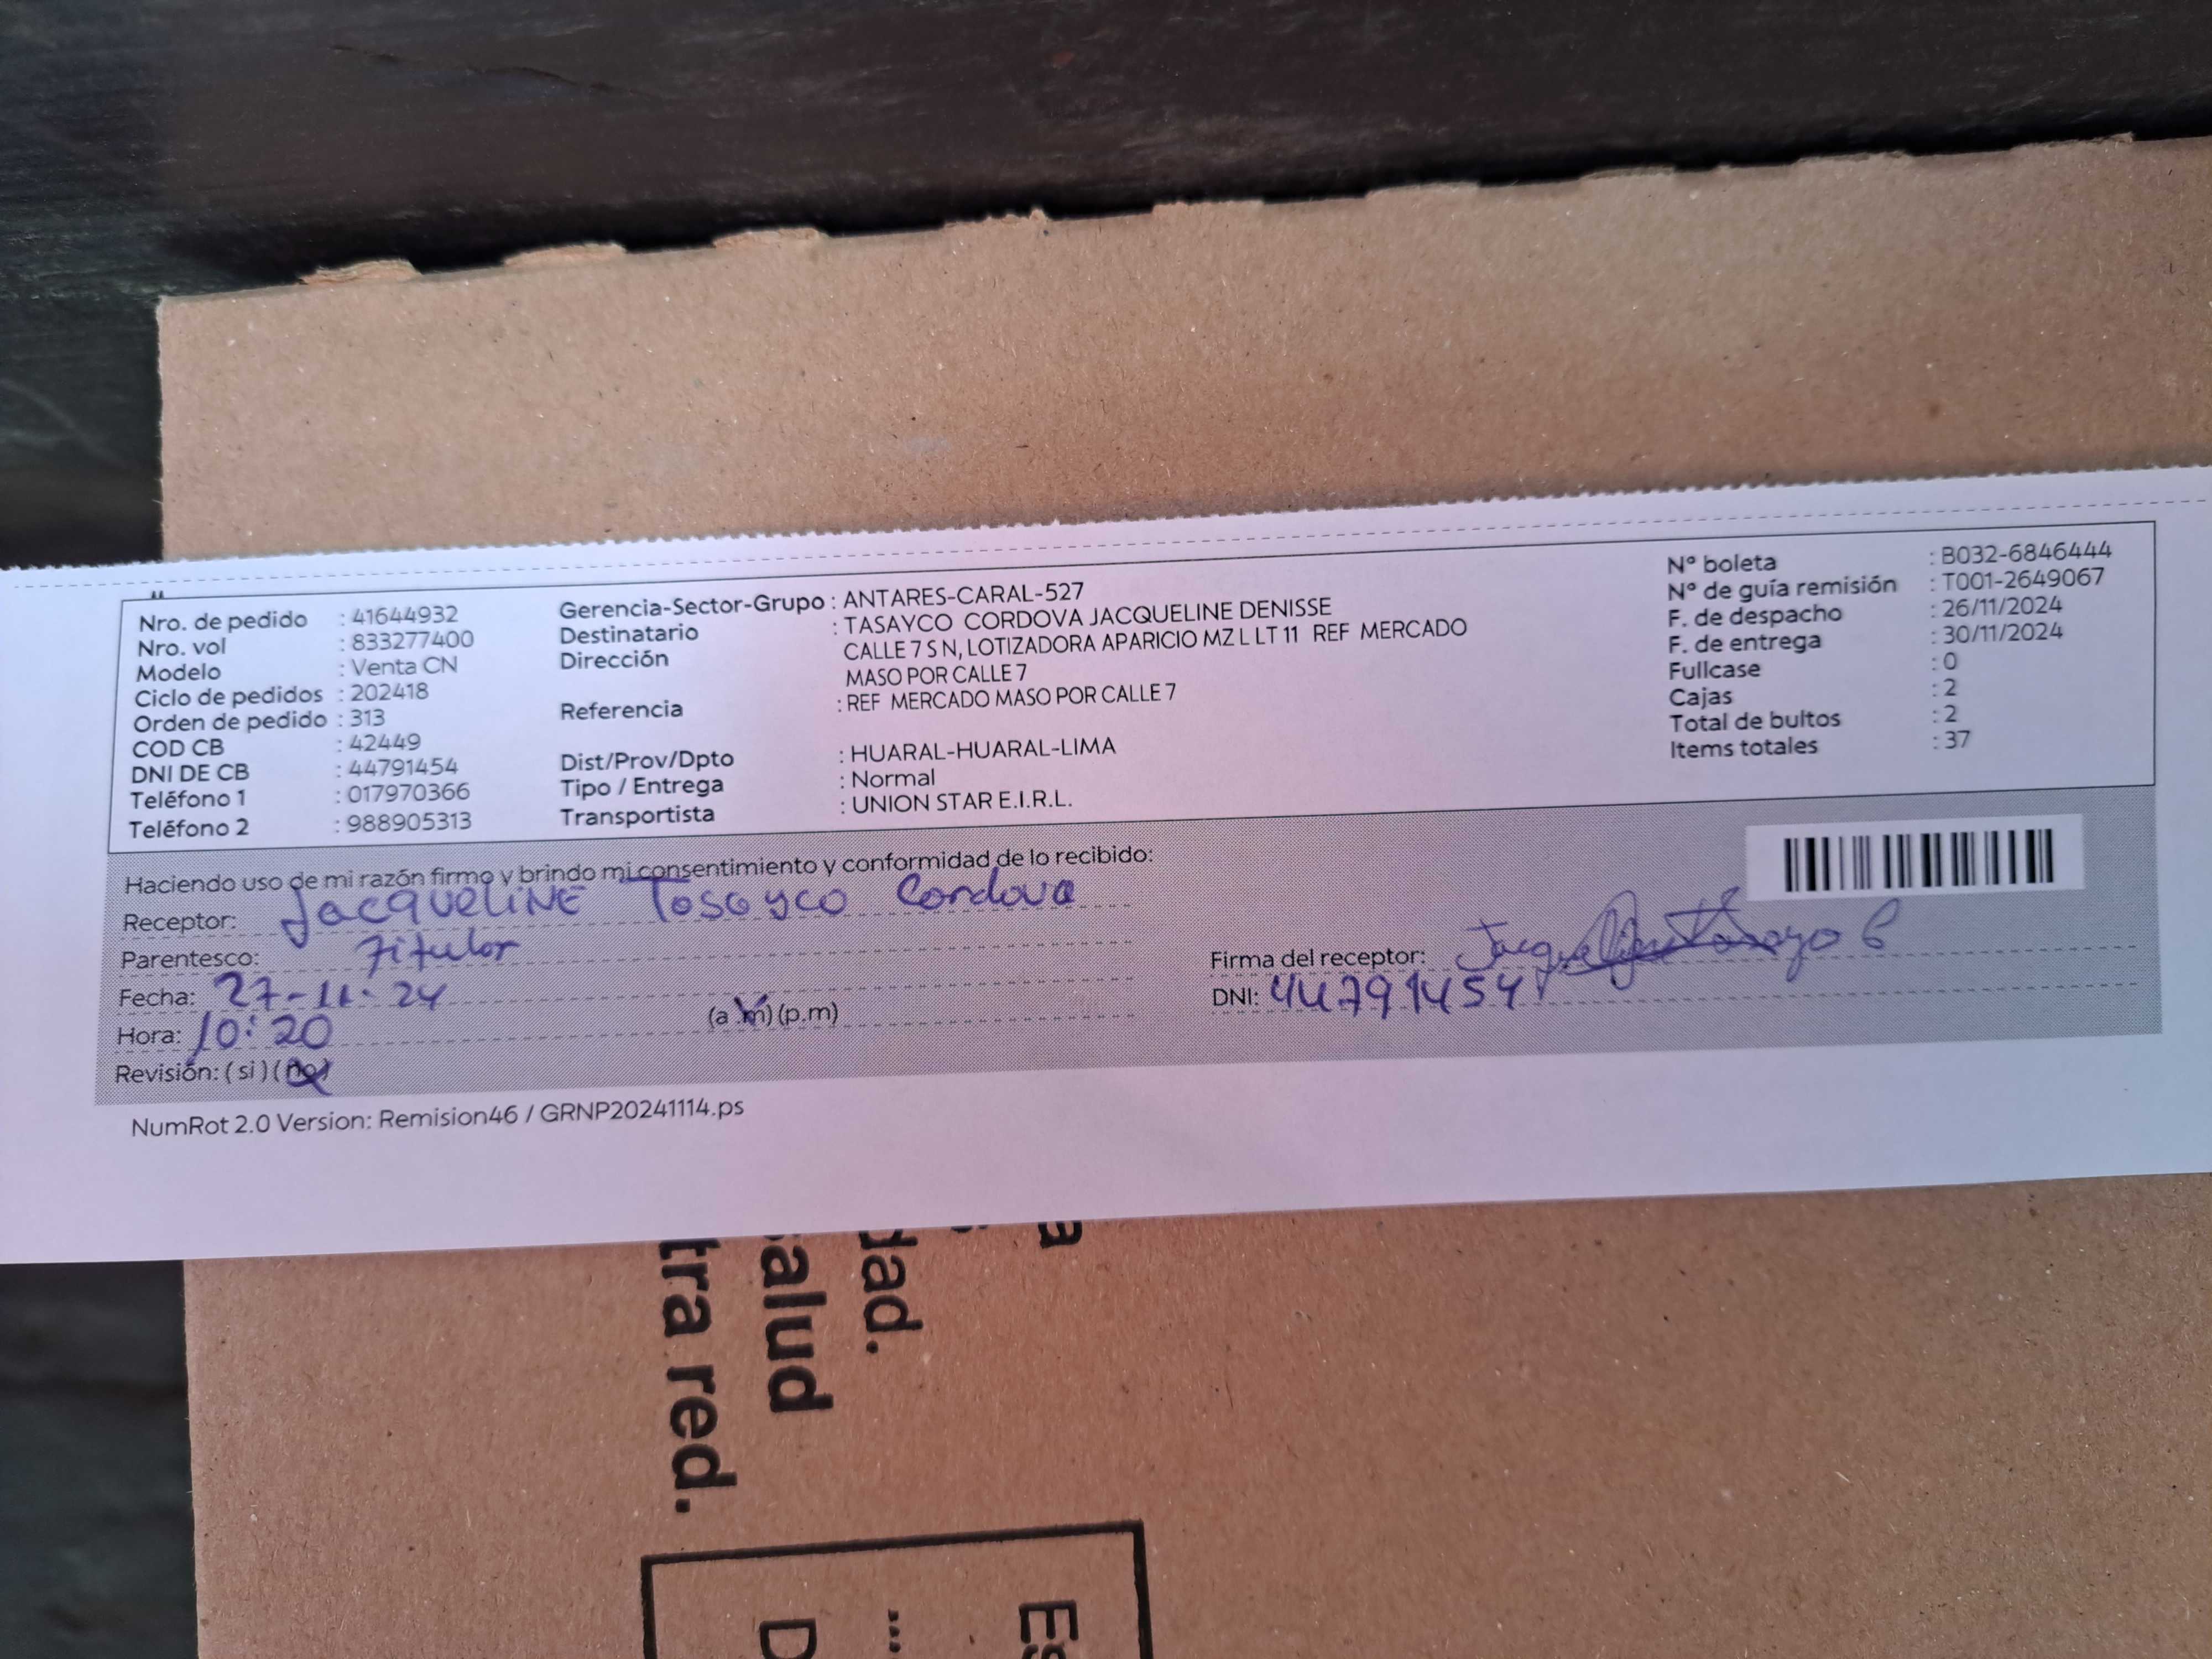 Nro. de pedido : 41644932
Nro. vol : 833277400
Modelo : Venta CN
Ciclo de pedidos : 202418
Orden de pedido : 313
COD CB : 42449
DNI DE CB : 44791454
Teléfono 1 : 017970366
Teléfono 2 : 988905313
Gerencia-Sector-Grupo : ANTARES-CARAL-527
Destinatario : TASAYCO CORDOVA JACQUELINE DENISSE
Dirección CALLE 7 S N, LOTIZADORA APARICIO MZ L LT 11 REF MERCADO
MASO POR CALLE 7
Referencia : REF MERCADO MASO POR CALLE 7
Dist/Prov/Dpto : HUARAL-HUARAL-LIMA
Tipo / Entrega : Normal
Transportista : UNION STAR E.I.R.L.
Nº boleta : B032-6846444
Nº de guía remisión : T001-2649067
F. de despacho : 26/11/2024
F. de entrega : 30/11/2024
Fullcase : 0
Cajas : 2
Total de bultos : 2
Items totales : 37
Haciendo uso de mi razón firmo y brindo mi consentimiento y conformidad de lo recibido:
Receptor: Jacqueline Tasayco Cordova
Parentesco: Titular
Fecha: 27-11-24
Hora: 10:20 (a.m) (p.m)
Revisión: (si) (no)
Firma del receptor: Jacqueline Tasayco C
DNI: 44791454
NumRot 2.0 Version: Remision46 / GRNP20241114.ps
a
dad.
salud
tra red.
Es
...
D